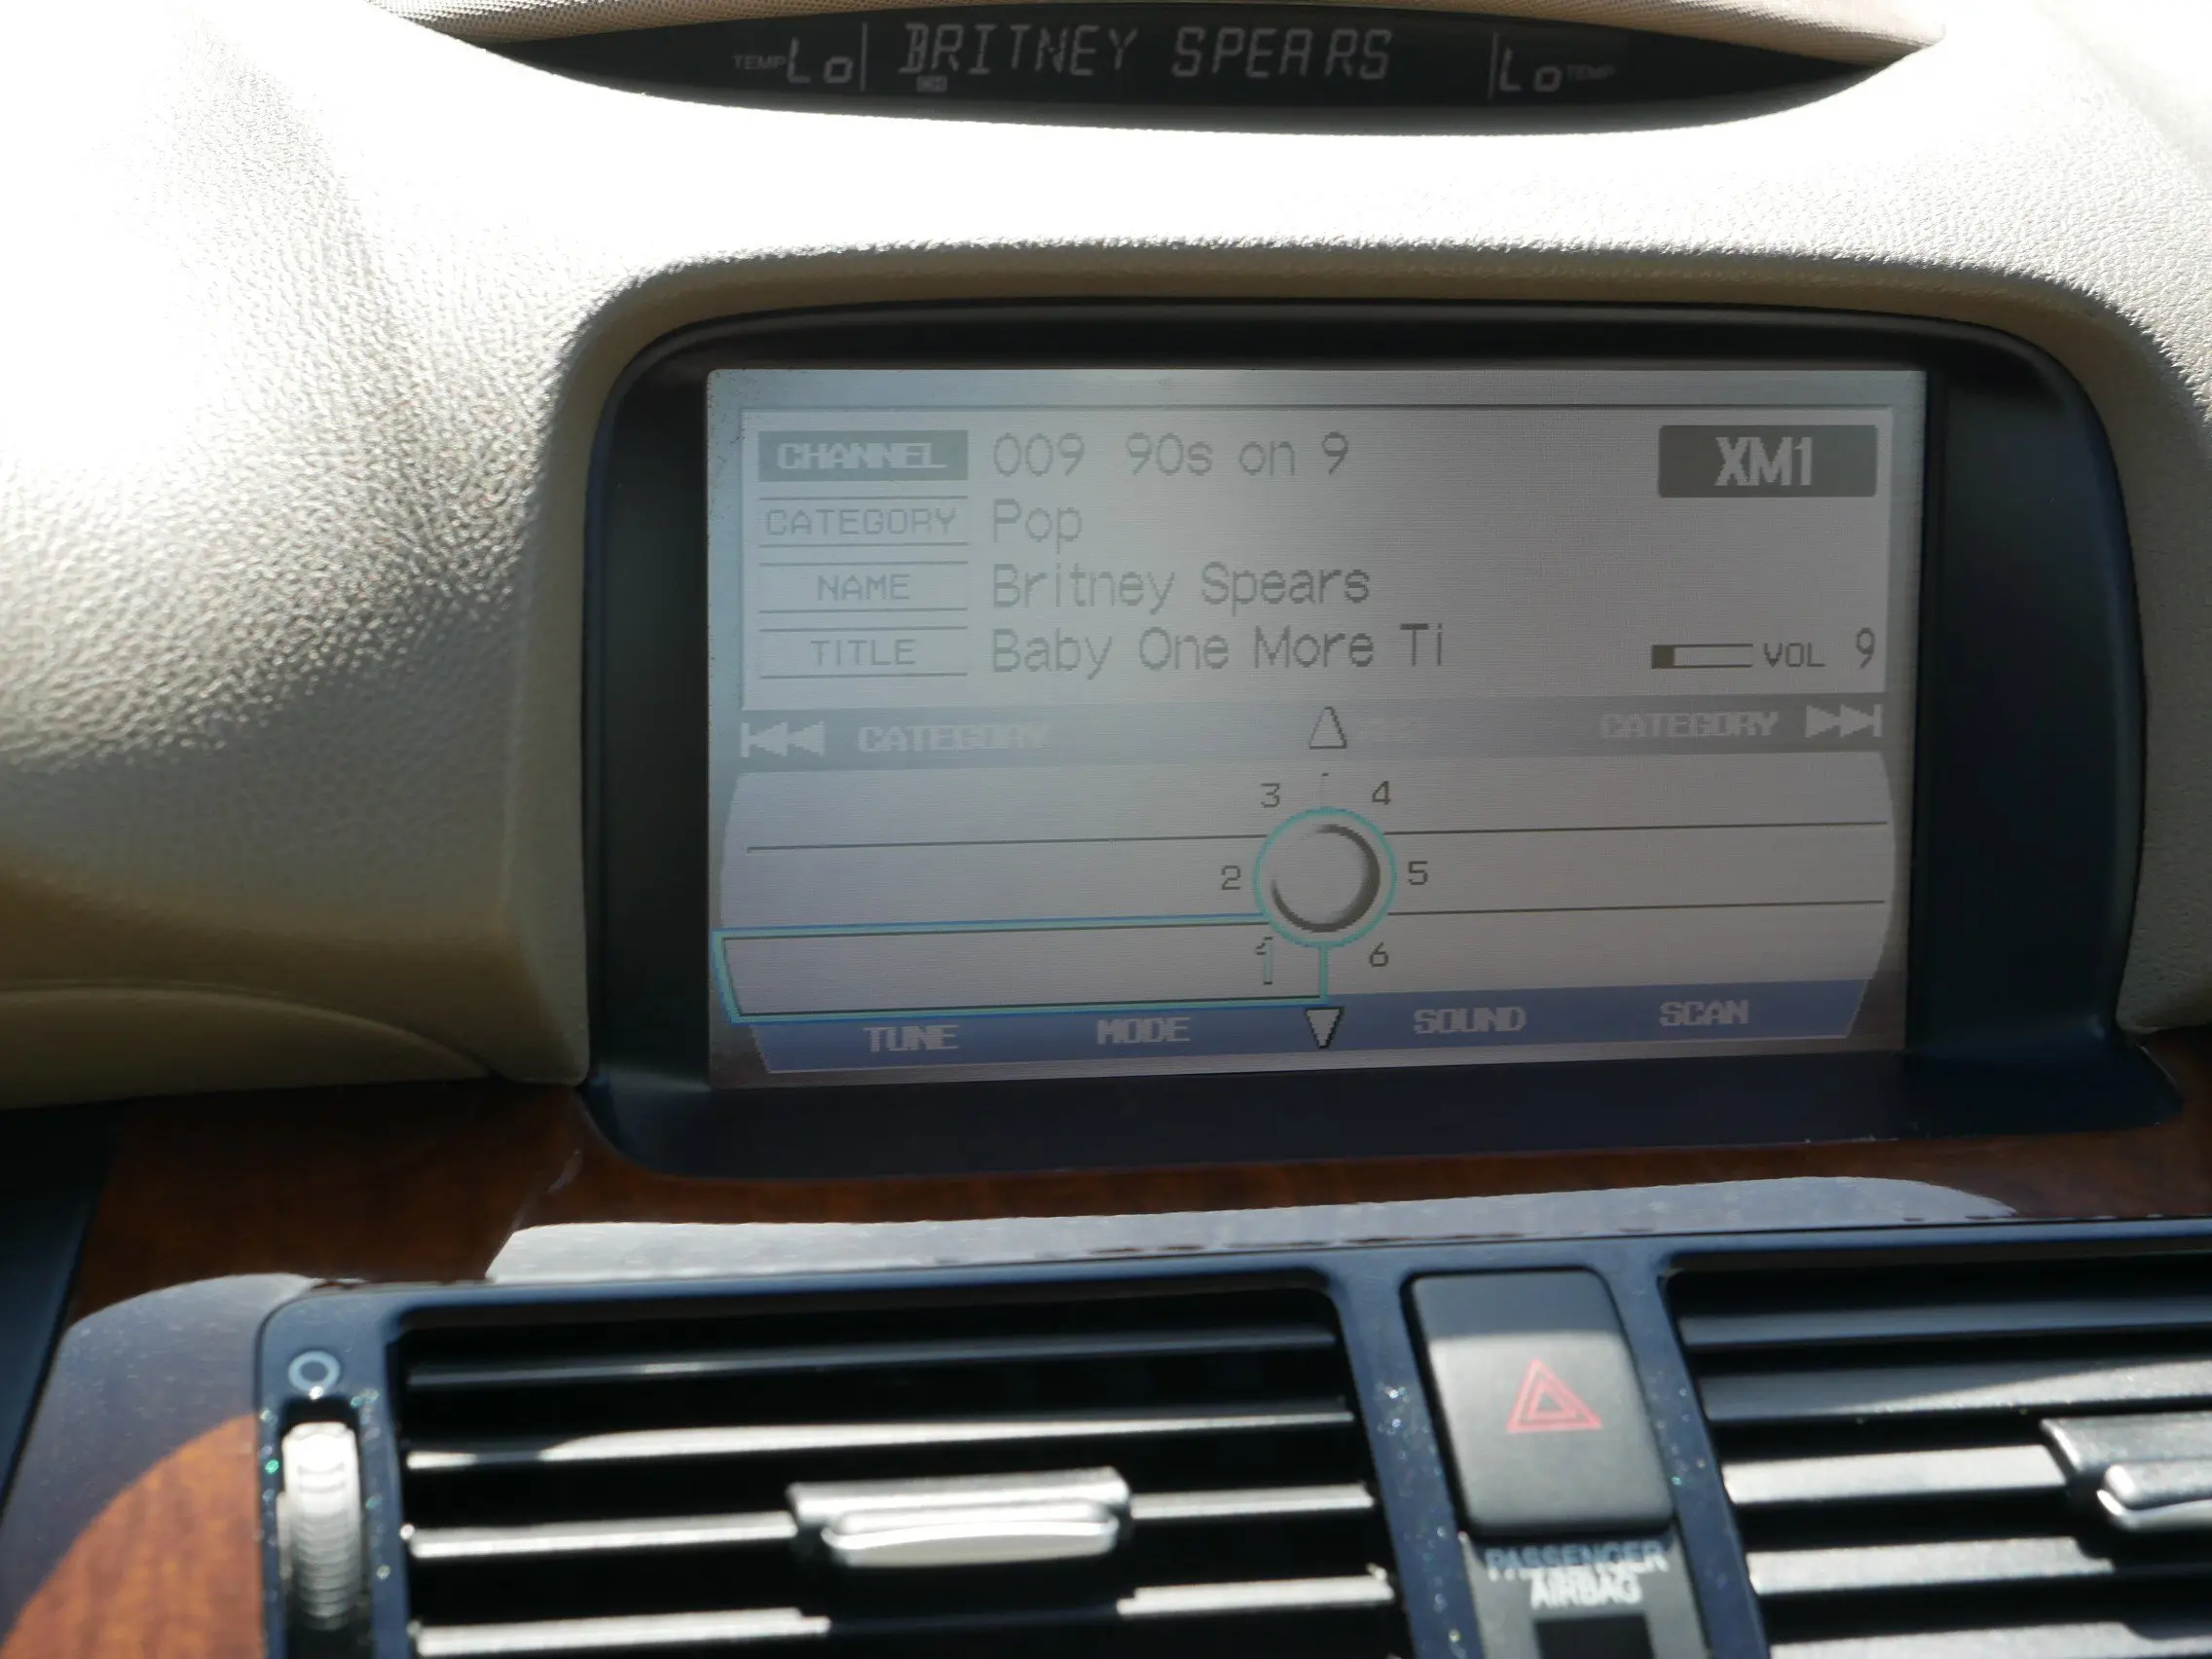 TEMP Lo BRITNEY SPEARS Lo TEMP
CHANNEL 009 90s on 9 XM1
CATEGORY Pop
NAME Britney Spears
TITLE Baby One More Ti VOL 9
CATEGORY CATEGORY
3 4
2 5
1 6
TUNE MODE SOUND SCAN
PASSENGER
AIRBAG